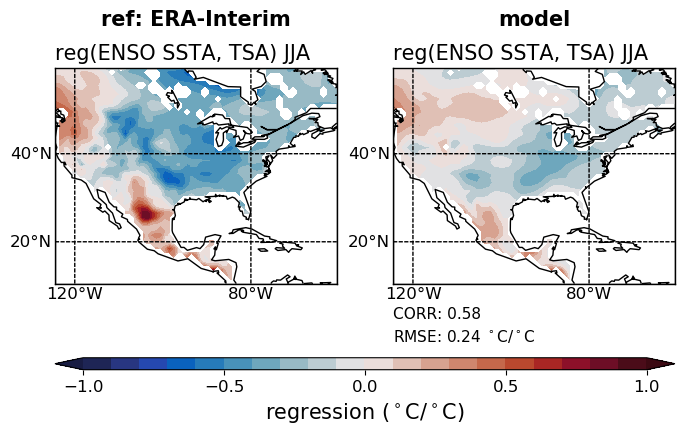 ref: ERA-Interim
model
reg(ENSO SSTA, TSA) JJA
reg(ENSO SSTA, TSA) JJA
40°N
20°N
120°W
80°W
40°N
20°N
120°W
80°W
CORR: 0.58
RMSE: 0.24 °C/°C
−1.0
−0.5
0.0
0.5
1.0
regression (°C/°C)